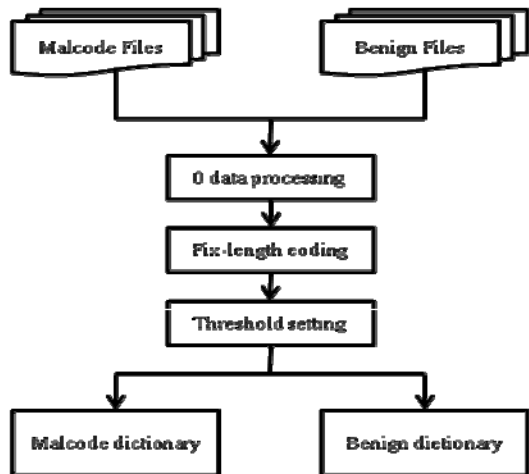 Malcode Files
Benign Files
0 data processing
Fix-length coding
Threshold setting
Malcode dictionary
Benign dictionary